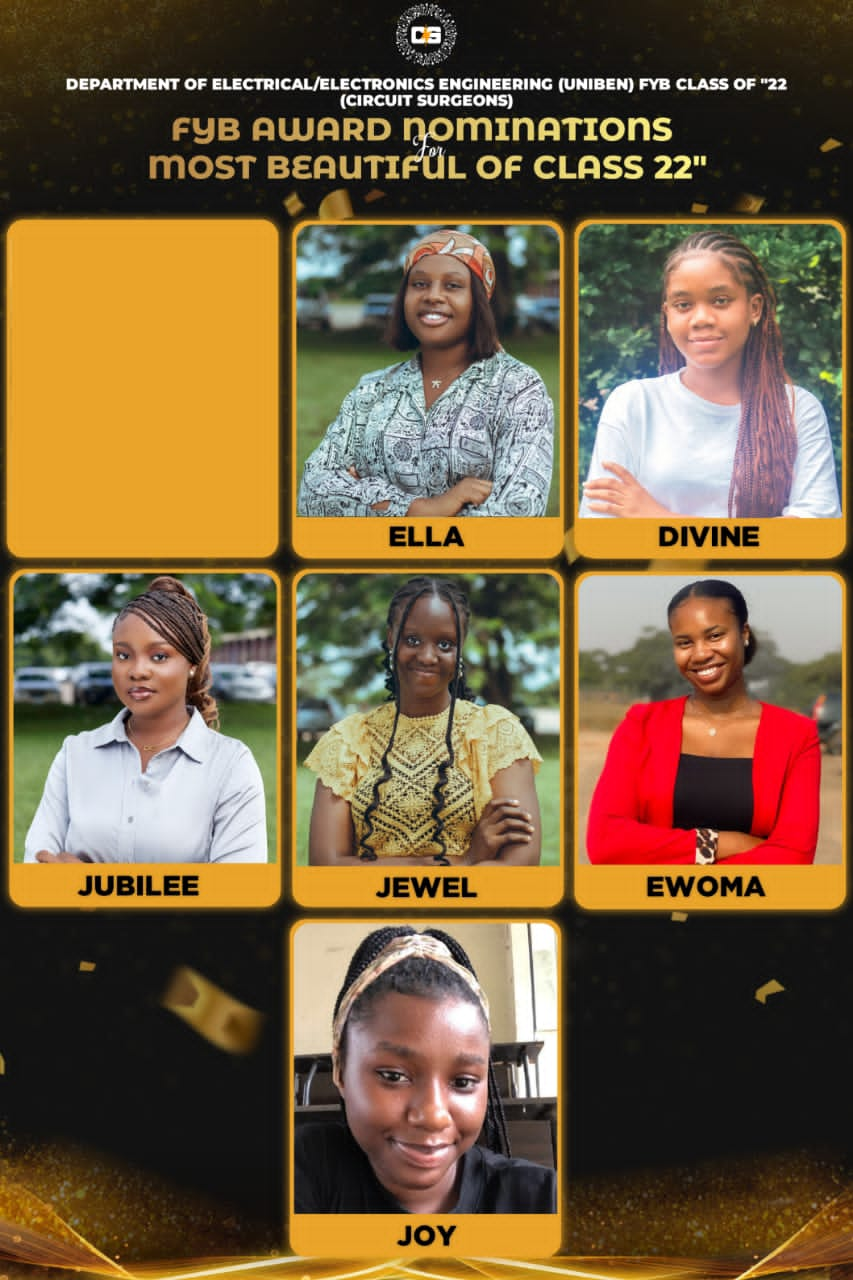 CS
DEPARTMENT OF ELECTRICAL/ELECTRONICS ENGINEERING (UNIBEN) FYB CLASS OF "22
(CIRCUIT SURGEONS)
FYB AWARD NOMINATIONS
For
MOST BEAUTIFUL OF CLASS 22"
ELLA
DIVINE
JUBILEE
JEWEL
EWOMA
JOY